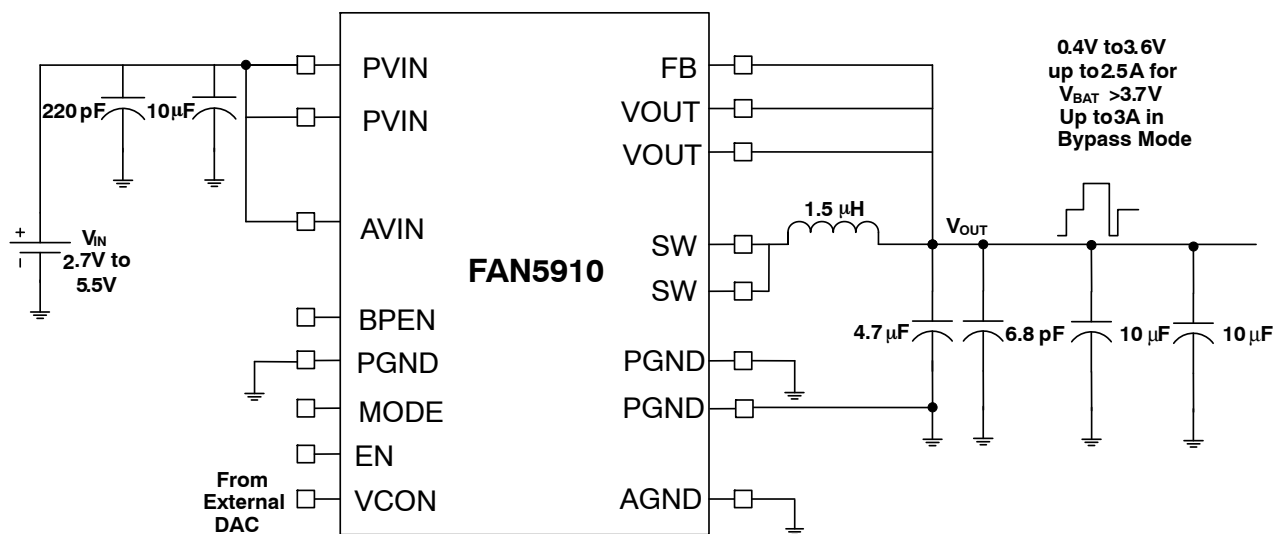 PVIN
PVIN
AVIN
BPEN
PGND
MODE
EN
VCON
FAN5910
FB
VOUT
VOUT
SW
SW
PGND
PGND
AGND
220 pF
10 µF
+
−
VIN
2.7V to
5.5V
From
External
DAC
1.5 µH
VOUT
4.7 µF
6.8 pF
10 µF
10 µF
0.4V to3.6V
up to2.5A for
VBAT >3.7V
Up to3A in
Bypass Mode